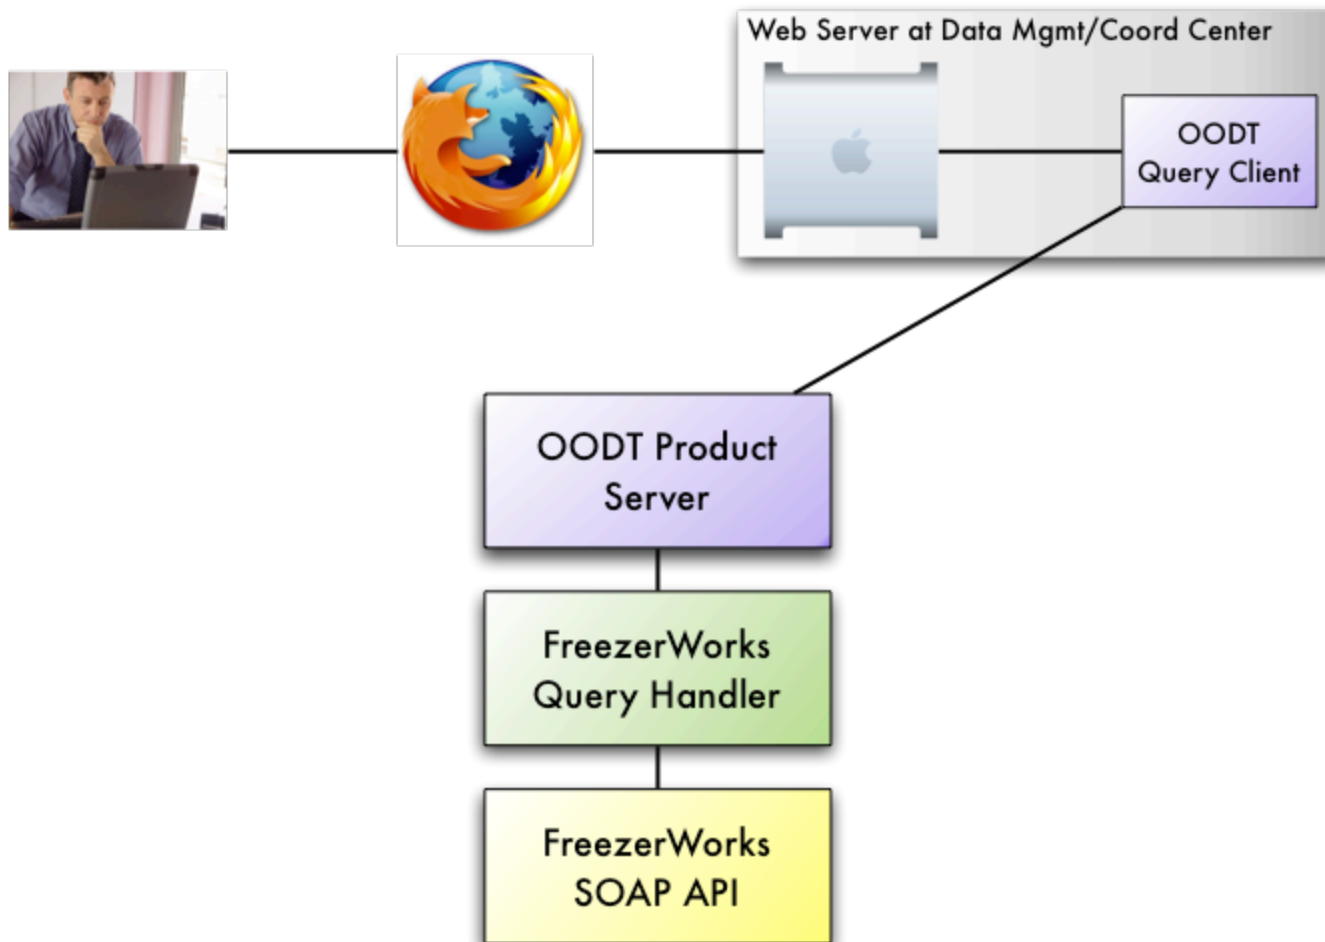 Web Server at Data Mgmt/Coord Center
OODT
Query Client
OODT Product
Server
FreezerWorks
Query Handler
FreezerWorks
SOAP API